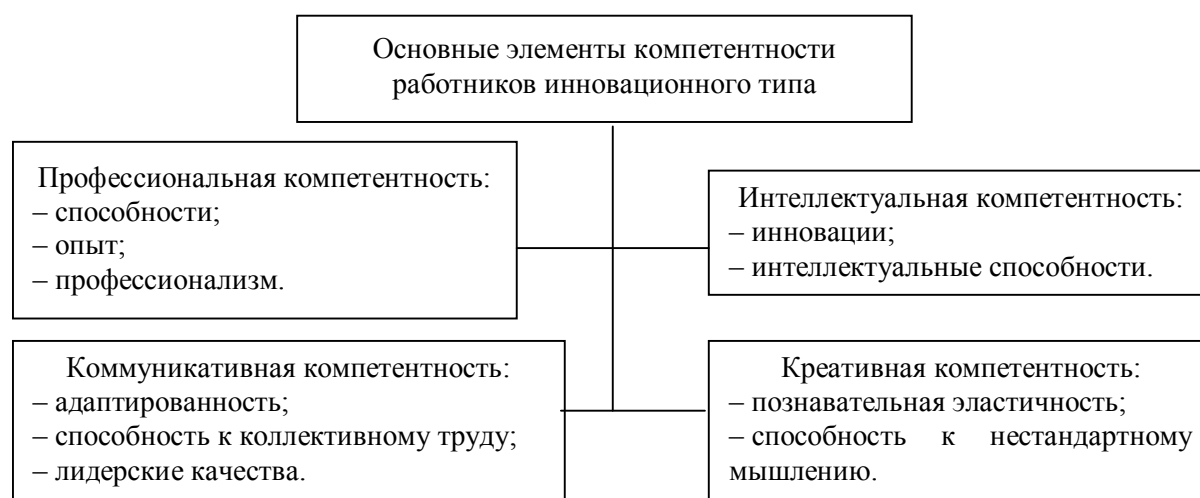 Основные элементы компетентности
работников инновационного типа
Профессиональная компетентность:
– способности;
– опыт;
– профессионализм.
Интеллектуальная компетентность:
– инновации;
– интеллектуальные способности.
Коммуникативная компетентность:
– адаптированность;
– способность к коллективному труду;
– лидерские качества.
Креативная компетентность:
– познавательная эластичность;
– способность к нестандартному
мышлению.